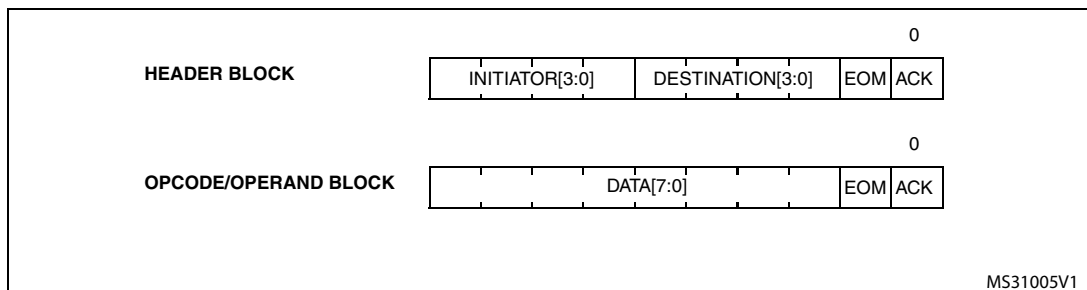 0
HEADER BLOCK INITIATOR[3:0] DESTINATION[3:0] EOM ACK
0
OPCODE/OPERAND BLOCK DATA[7:0] EOM ACK
MS31005V1